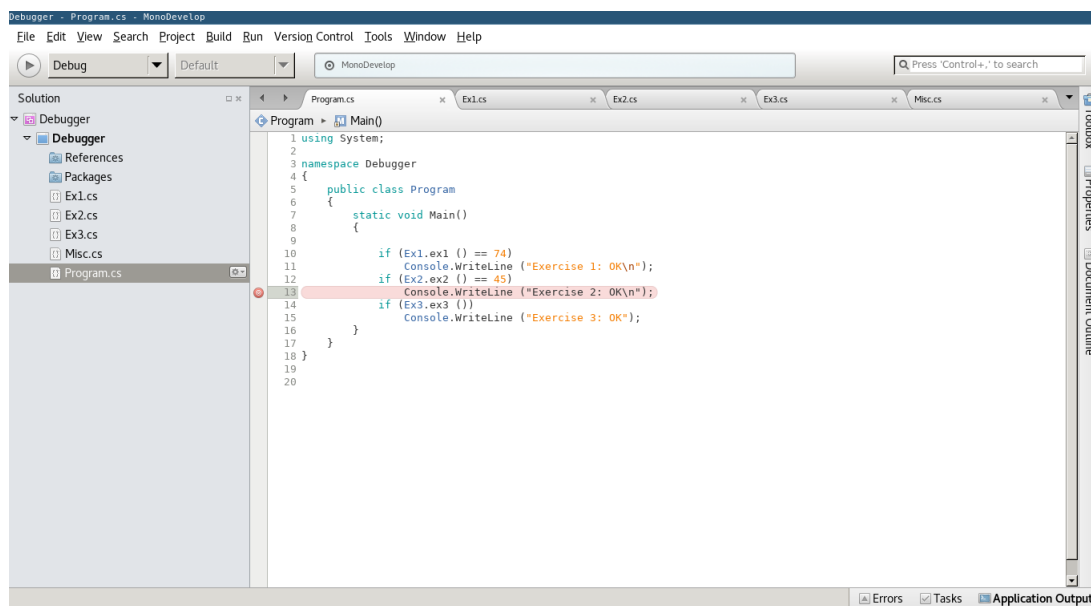 Debugger - Program.cs - MonoDevelop
File Edit View Search Project Build Run Version Control Tools Window Help
Debug Default MonoDevelop Press 'Control+,' to search
Solution
Debugger
Debugger
References
Packages
Ex1.cs
Ex2.cs
Ex3.cs
Misc.cs
Program.cs
Program.cs Ex1.cs Ex2.cs Ex3.cs Misc.cs
Program Main()
1 using System;
2
3 namespace Debugger
4 {
5 public class Program
6 {
7 static void Main()
8 {
9
10 if (Ex1.ex1 () == 74)
11 Console.WriteLine ("Exercise 1: OK\n");
12 if (Ex2.ex2 () == 45)
13 Console.WriteLine ("Exercise 2: OK\n");
14 if (Ex3.ex3 ())
15 Console.WriteLine ("Exercise 3: OK");
16 }
17 }
18 }
19
20
Toolbox
Properties
Document Outline
Errors Tasks Application Output